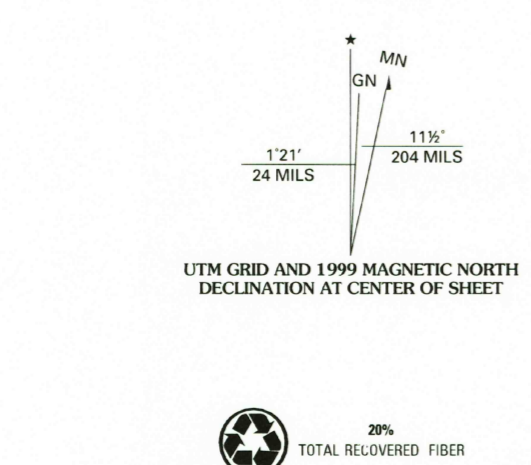 ★
MN
GN
11½°
204 MILS
1°21′
24 MILS
UTM GRID AND 1999 MAGNETIC NORTH
DECLINATION AT CENTER OF SHEET
20%
TOTAL RECOVERED FIBER